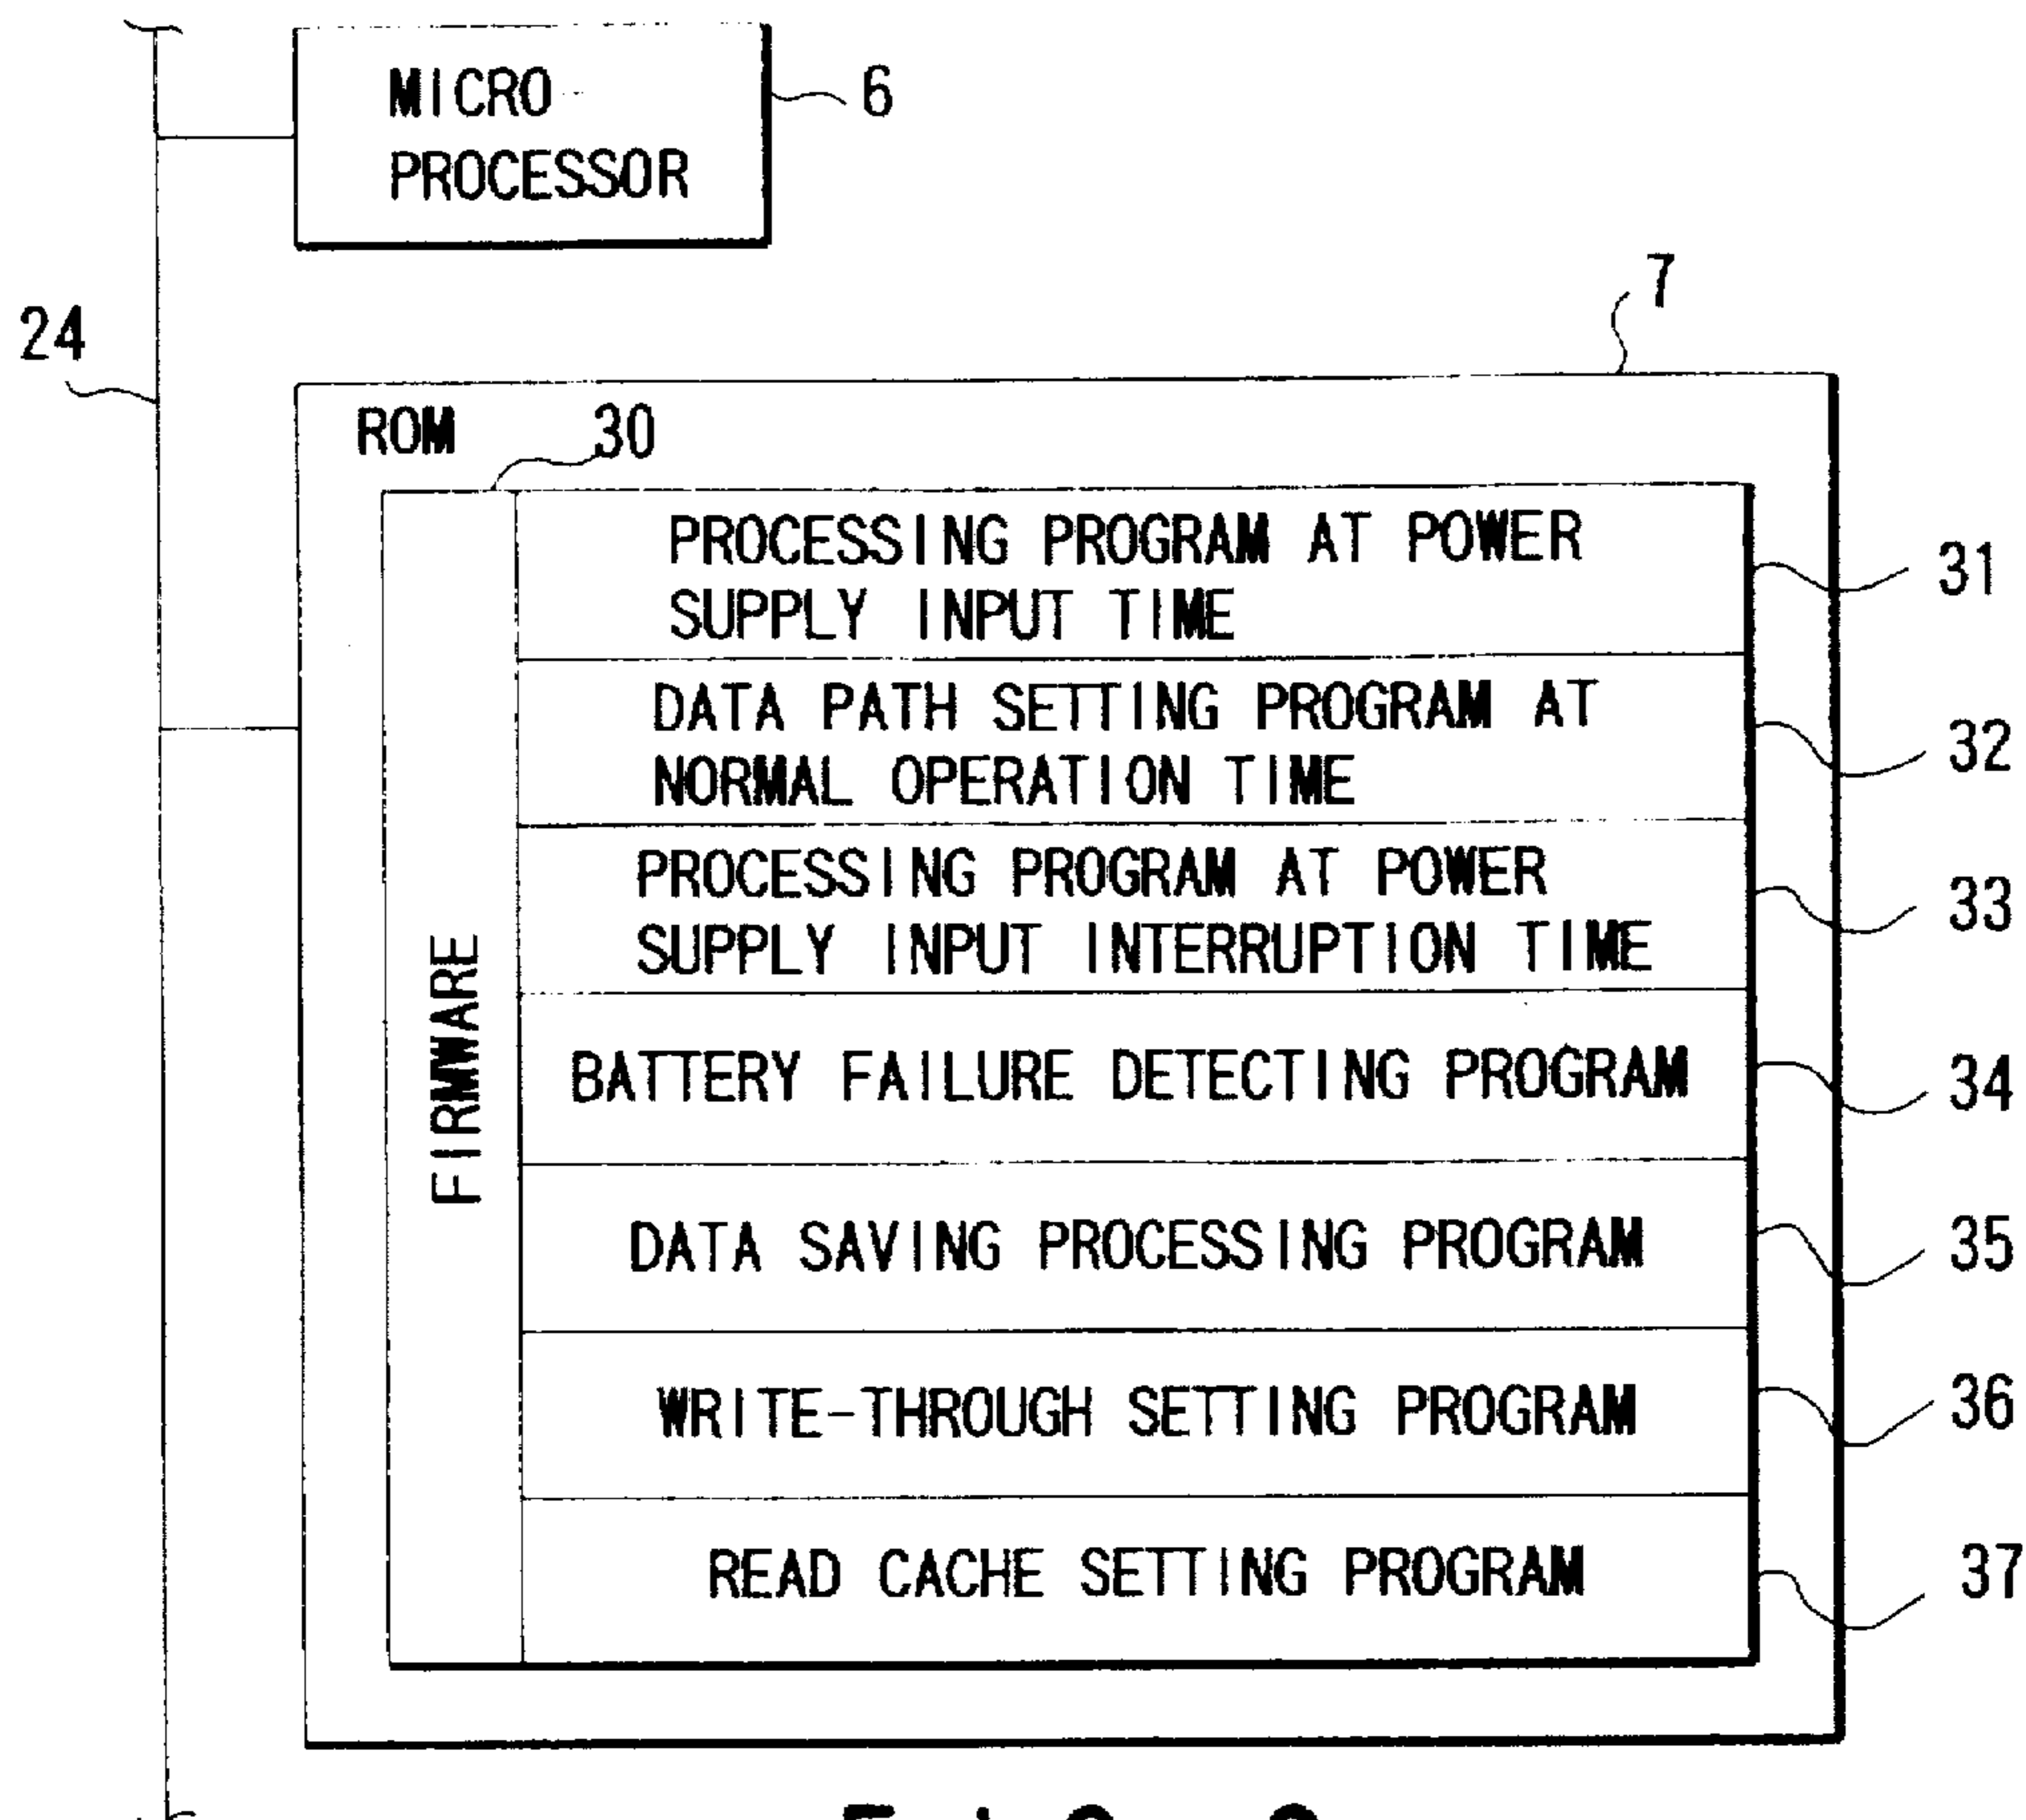 MICRO
PROCESSOR
6
24
7
ROM
30
FIRMWARE
PROCESSING PROGRAM AT POWER
SUPPLY INPUT TIME
31
DATA PATH SETTING PROGRAM AT
NORMAL OPERATION TIME
32
PROCESSING PROGRAM AT POWER
SUPPLY INPUT INTERRUPTION TIME
33
BATTERY FAILURE DETECTING PROGRAM
34
DATA SAVING PROCESSING PROGRAM
35
WRITE-THROUGH SETTING PROGRAM
36
READ CACHE SETTING PROGRAM
37